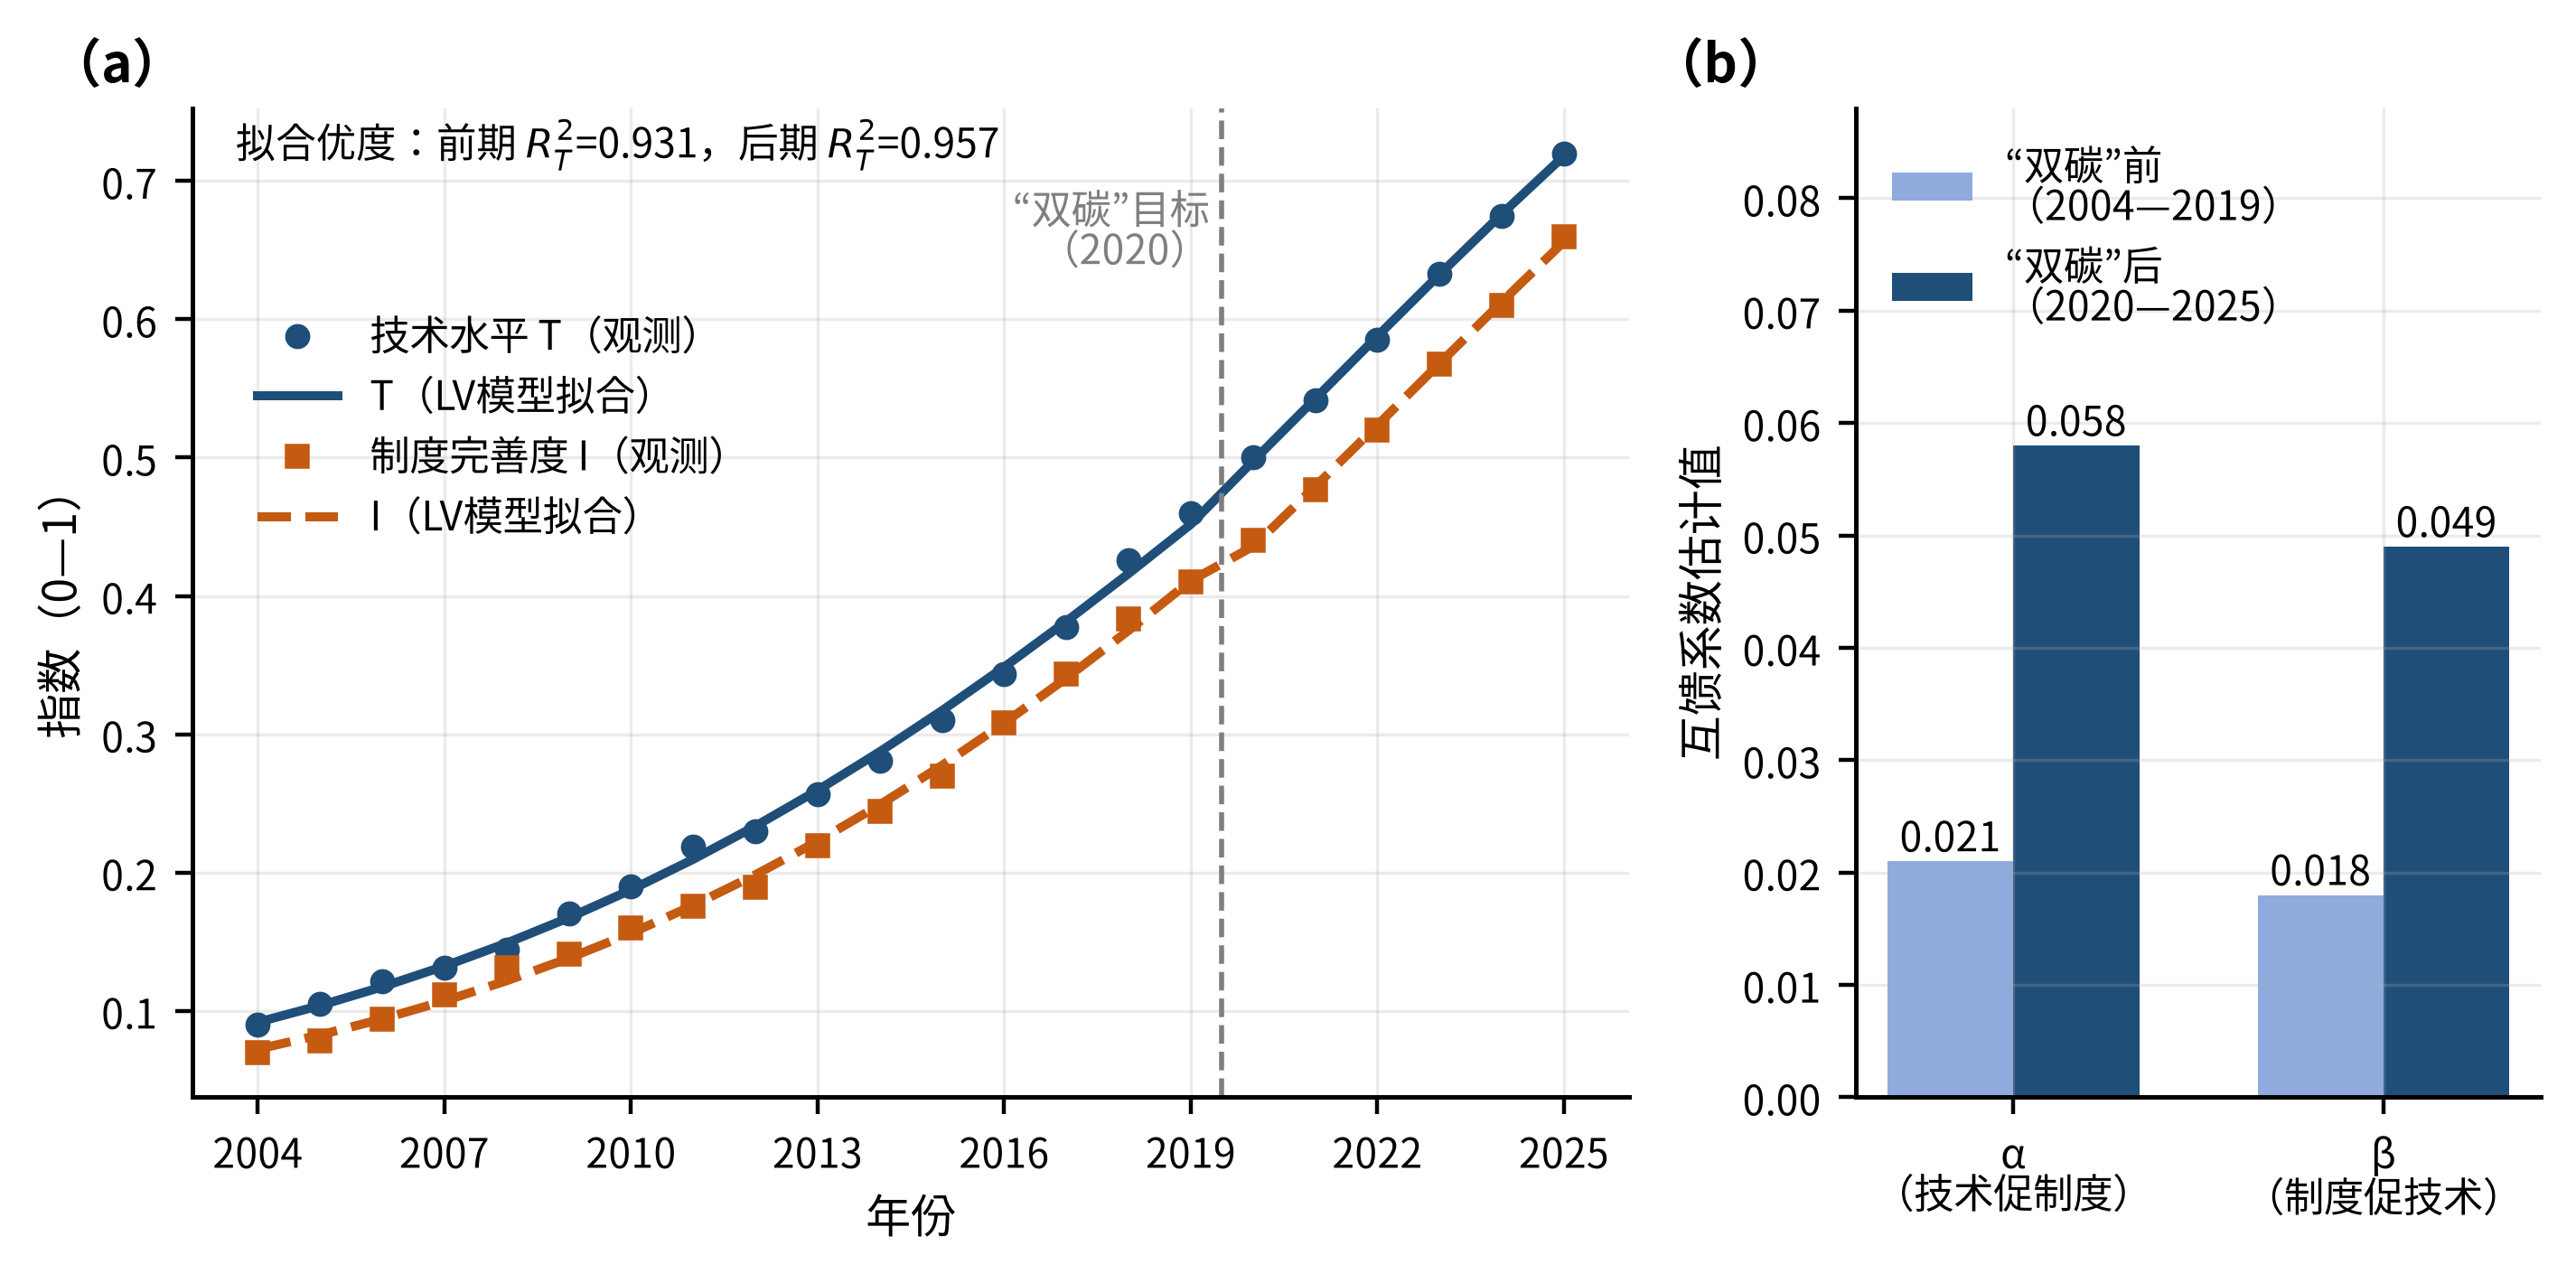 (a)
拟合优度：前期 R²_T=0.931，后期 R²_T=0.957
“双碳”目标
（2020）
技术水平 T（观测）
T（LV模型拟合）
制度完善度 I（观测）
I（LV模型拟合）
指数（0—1）
0.7
0.6
0.5
0.4
0.3
0.2
0.1
2004 2007 2010 2013 2016 2019 2022 2025
年份
(b)
“双碳”前
（2004—2019）
“双碳”后
（2020—2025）
互馈系数估计值
0.08
0.07
0.06
0.05
0.04
0.03
0.02
0.01
0.00
0.021
0.058
0.018
0.049
α
（技术促制度）
β
（制度促技术）